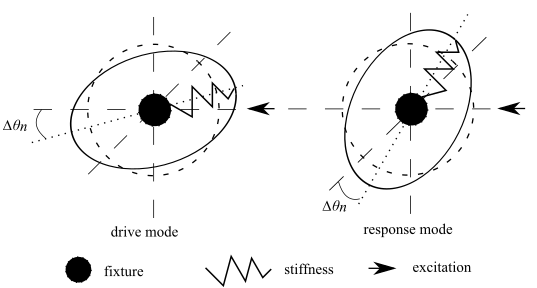 Δθn
Δθn
drive mode
response mode
fixture
stiffness
excitation